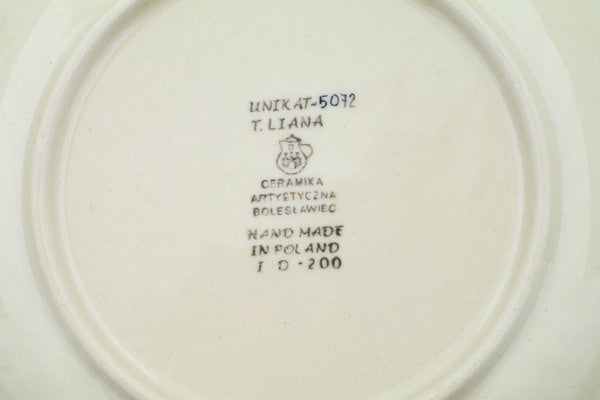 UNIKAT-5072
T. LIANA
CERAMIKA
ARTYSTYCZNA
BOLESŁAWIEC
HAND MADE
IN POLAND
I D - 200